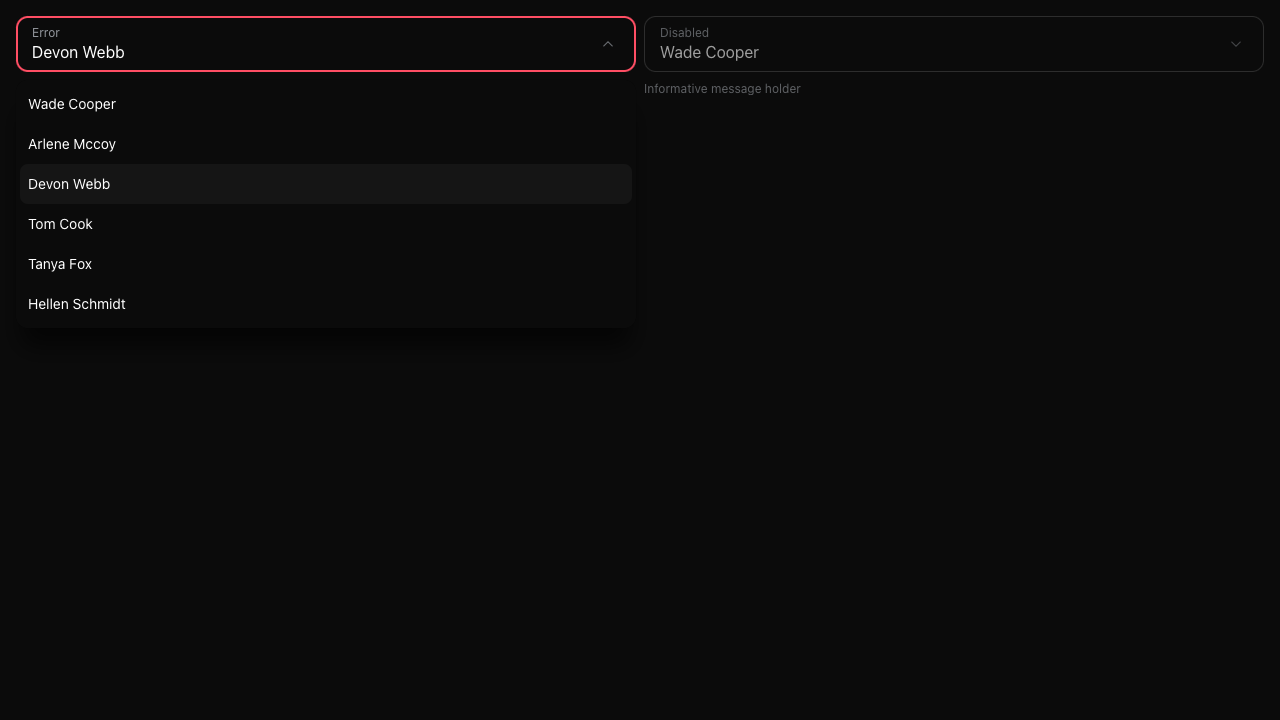 Error
Devon Webb
Disabled
Wade Cooper
Informative message holder
Wade Cooper
Arlene Mccoy
Devon Webb
Tom Cook
Tanya Fox
Hellen Schmidt